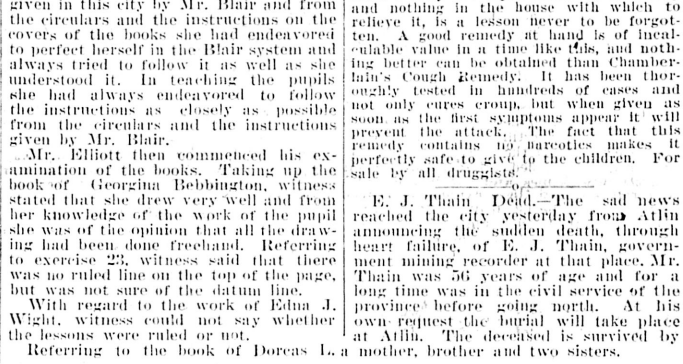 given in this city by Mr. Blair and from
the circulars and the instructions on the
covers of the books she had endeavored
to perfect herself in the Blair system and
always tried to follow it as well as she
understood it. In teaching the pupils
she had always endeavored to follow
the instructions as closely as possible
from the circulars and the instructions
given by Mr. Blair.
Mr. Elliott then commenced his ex-
amination of the books. Taking up the
book of Georgina Bebbington, witness
stated that she drew very well and from
her knowledge of the work of the pupil
she was of the opinion that all the draw-
ing had been done freehand. Referring
to exercise 23, witness said that there
was no ruled line on the top of the page,
but was not sure of the datum line.
With regard to the work of Edna J.
Wight, witness could not say whether
the lessons were ruled or not.
Referring to the book of Dorcas L.
and nothing in the house with which to
relieve it, is a lesson never to be forgot-
ten. A good remedy at hand is of incal-
culable value in a time like this, and noth-
ing better can be obtained than Chamber-
lain's Cough Remedy. It has been thor-
oughly tested in hundreds of cases and
not only cures croup, but when given as
soon as the first symptoms appear it will
prevent the attack. The fact that this
remedy contains no narcotics makes it
perfectly safe to give to the children. For
sale by all druggists.
E. J. Thain Dead.—The sad news
reached the city yesterday from Atlin
announcing the sudden death, through
heart failure, of E. J. Thain, govern-
ment mining recorder at that place. Mr.
Thain was 56 years of age and for a
long time was in the civil service of the
province before going north. At his
own request the burial will take place
at Atlin. The deceased is survived by
a mother, brother and two sisters.